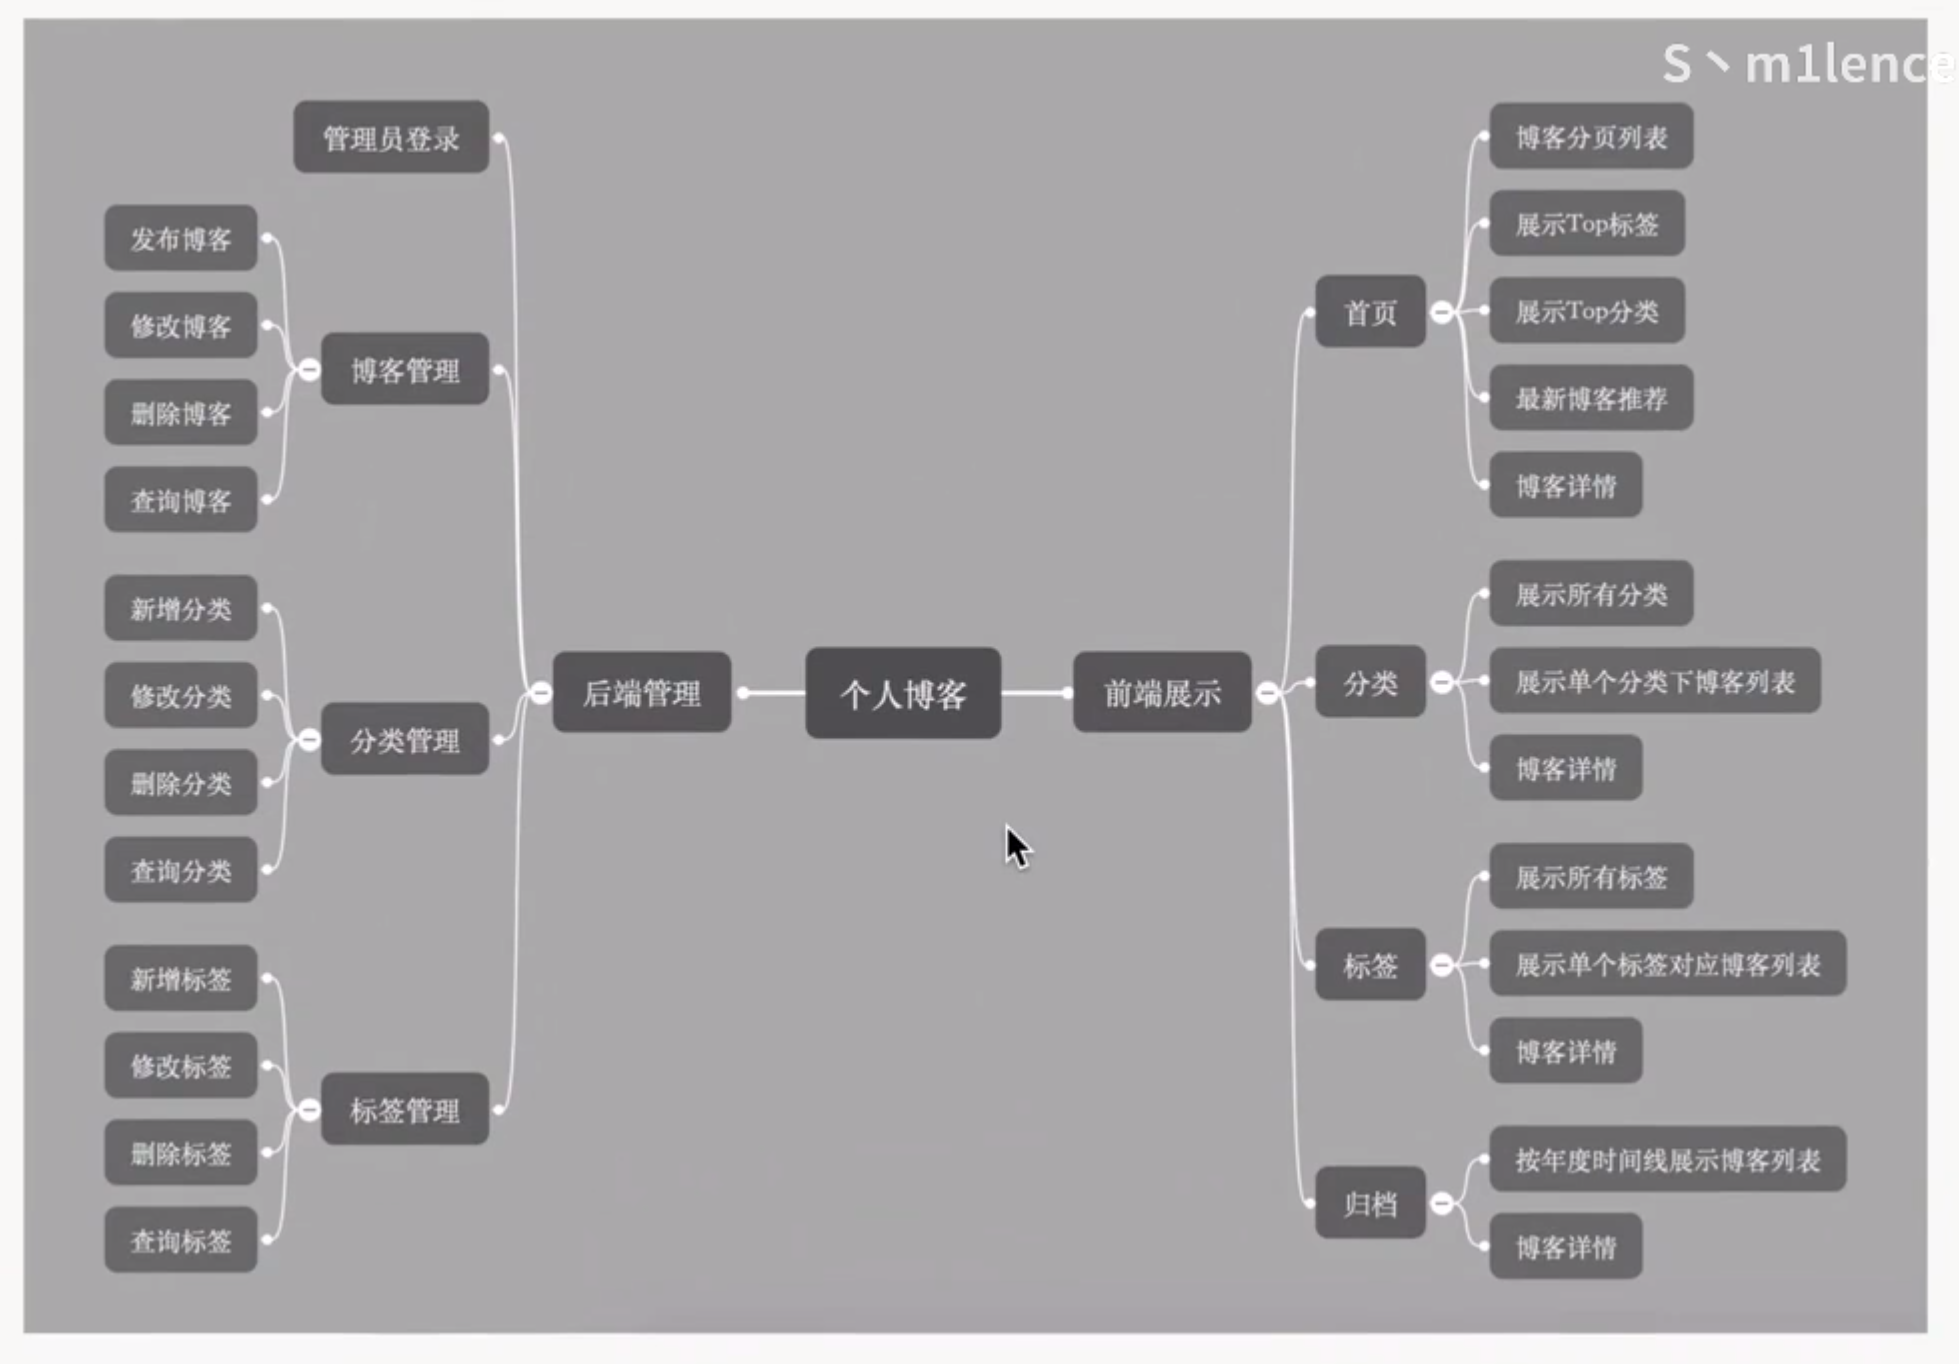 S丶m1lence
管理员登录
发布博客
修改博客
删除博客
查询博客
博客管理
新增分类
修改分类
删除分类
查询分类
分类管理
新增标签
修改标签
删除标签
查询标签
标签管理
后端管理
个人博客
前端展示
首页
博客分页列表
展示Top标签
展示Top分类
最新博客推荐
博客详情
分类
展示所有分类
展示单个分类下博客列表
博客详情
标签
展示所有标签
展示单个标签对应博客列表
博客详情
归档
按年度时间线展示博客列表
博客详情